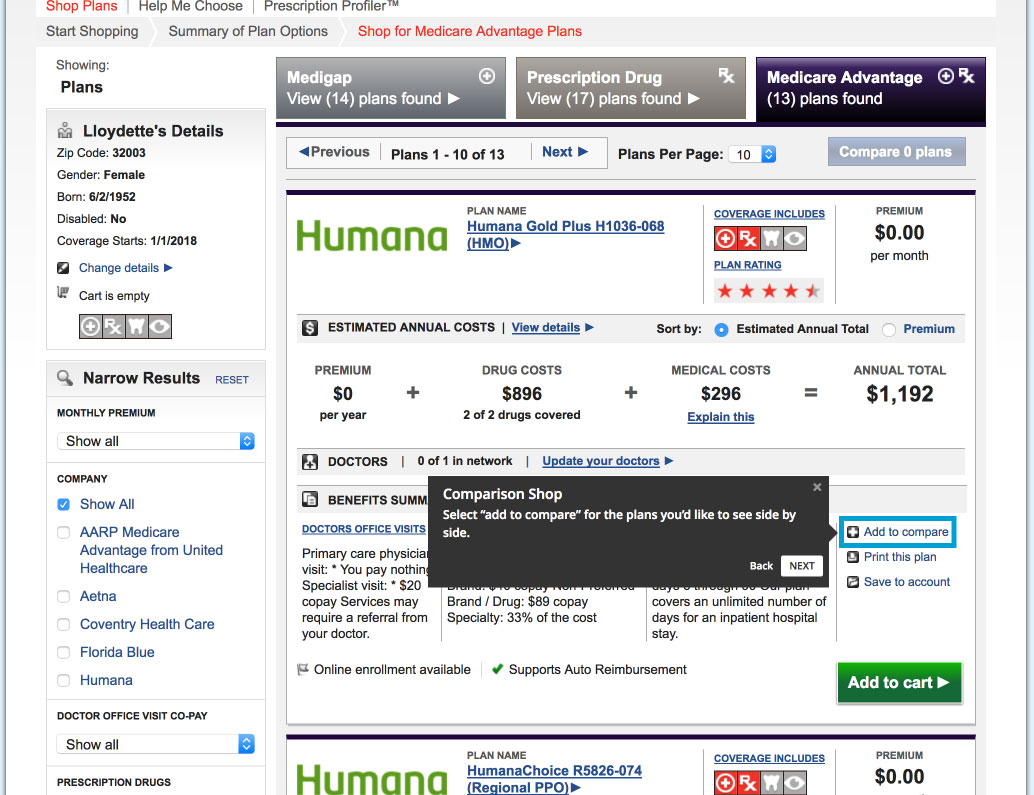 Shop Plans | Help Me Choose | Prescription Profiler™
Start Shopping
Summary of Plan Options
Shop for Medicare Advantage Plans
Showing:
Plans
Lloydette's Details
Zip Code: 32003
Gender: Female
Born: 6/2/1952
Disabled: No
Coverage Starts: 1/1/2018
Change details ▶
Cart is empty
Narrow Results RESET
MONTHLY PREMIUM
Show all
COMPANY
Show All
AARP Medicare
Advantage from United
Healthcare
Aetna
Coventry Health Care
Florida Blue
Humana
DOCTOR OFFICE VISIT CO-PAY
Show all
PRESCRIPTION DRUGS
Medigap
View (14) plans found ▶
Prescription Drug
View (17) plans found ▶
Medicare Advantage
(13) plans found
◀Previous | Plans 1 - 10 of 13 | Next ▶
Plans Per Page: 10
Compare 0 plans
Humana
PLAN NAME
Humana Gold Plus H1036-068
(HMO)▶
COVERAGE INCLUDES
PLAN RATING
PREMIUM
$0.00
per month
ESTIMATED ANNUAL COSTS | View details ▶
Sort by: Estimated Annual Total Premium
PREMIUM
$0
per year
+
DRUG COSTS
$896
2 of 2 drugs covered
+
MEDICAL COSTS
$296
Explain this
=
ANNUAL TOTAL
$1,192
DOCTORS | 0 of 1 in network | Update your doctors ▶
BENEFITS SUMM
Comparison Shop
Select “add to compare” for the plans you’d like to see side by
side.
Back NEXT
DOCTORS OFFICE VISITS
Primary care physician
visit: * You pay nothing
Specialist visit: * $20
copay Services may
require a referral from
your doctor.
Brand / Drug: $89 copay
Specialty: 33% of the cost
covers an unlimited number of
days for an inpatient hospital
stay.
Add to compare
Print this plan
Save to account
Online enrollment available
Supports Auto Reimbursement
Add to cart ▶
Humana
PLAN NAME
HumanaChoice R5826-074
(Regional PPO)▶
COVERAGE INCLUDES
PREMIUM
$0.00